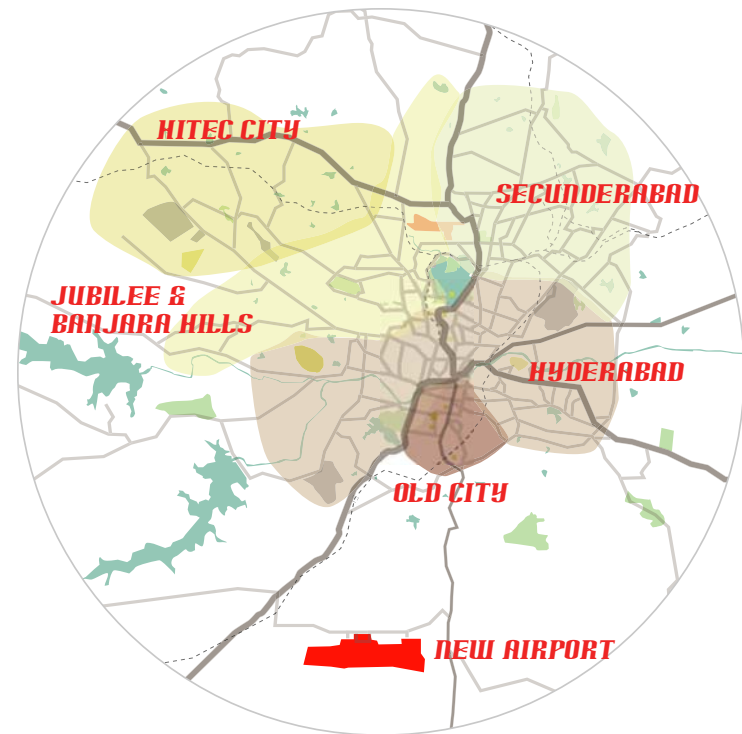 HITEC CITY
SECUNDERABAD
JUBILEE &
BANJARA HILLS
HYDERABAD
OLD CITY
NEW AIRPORT